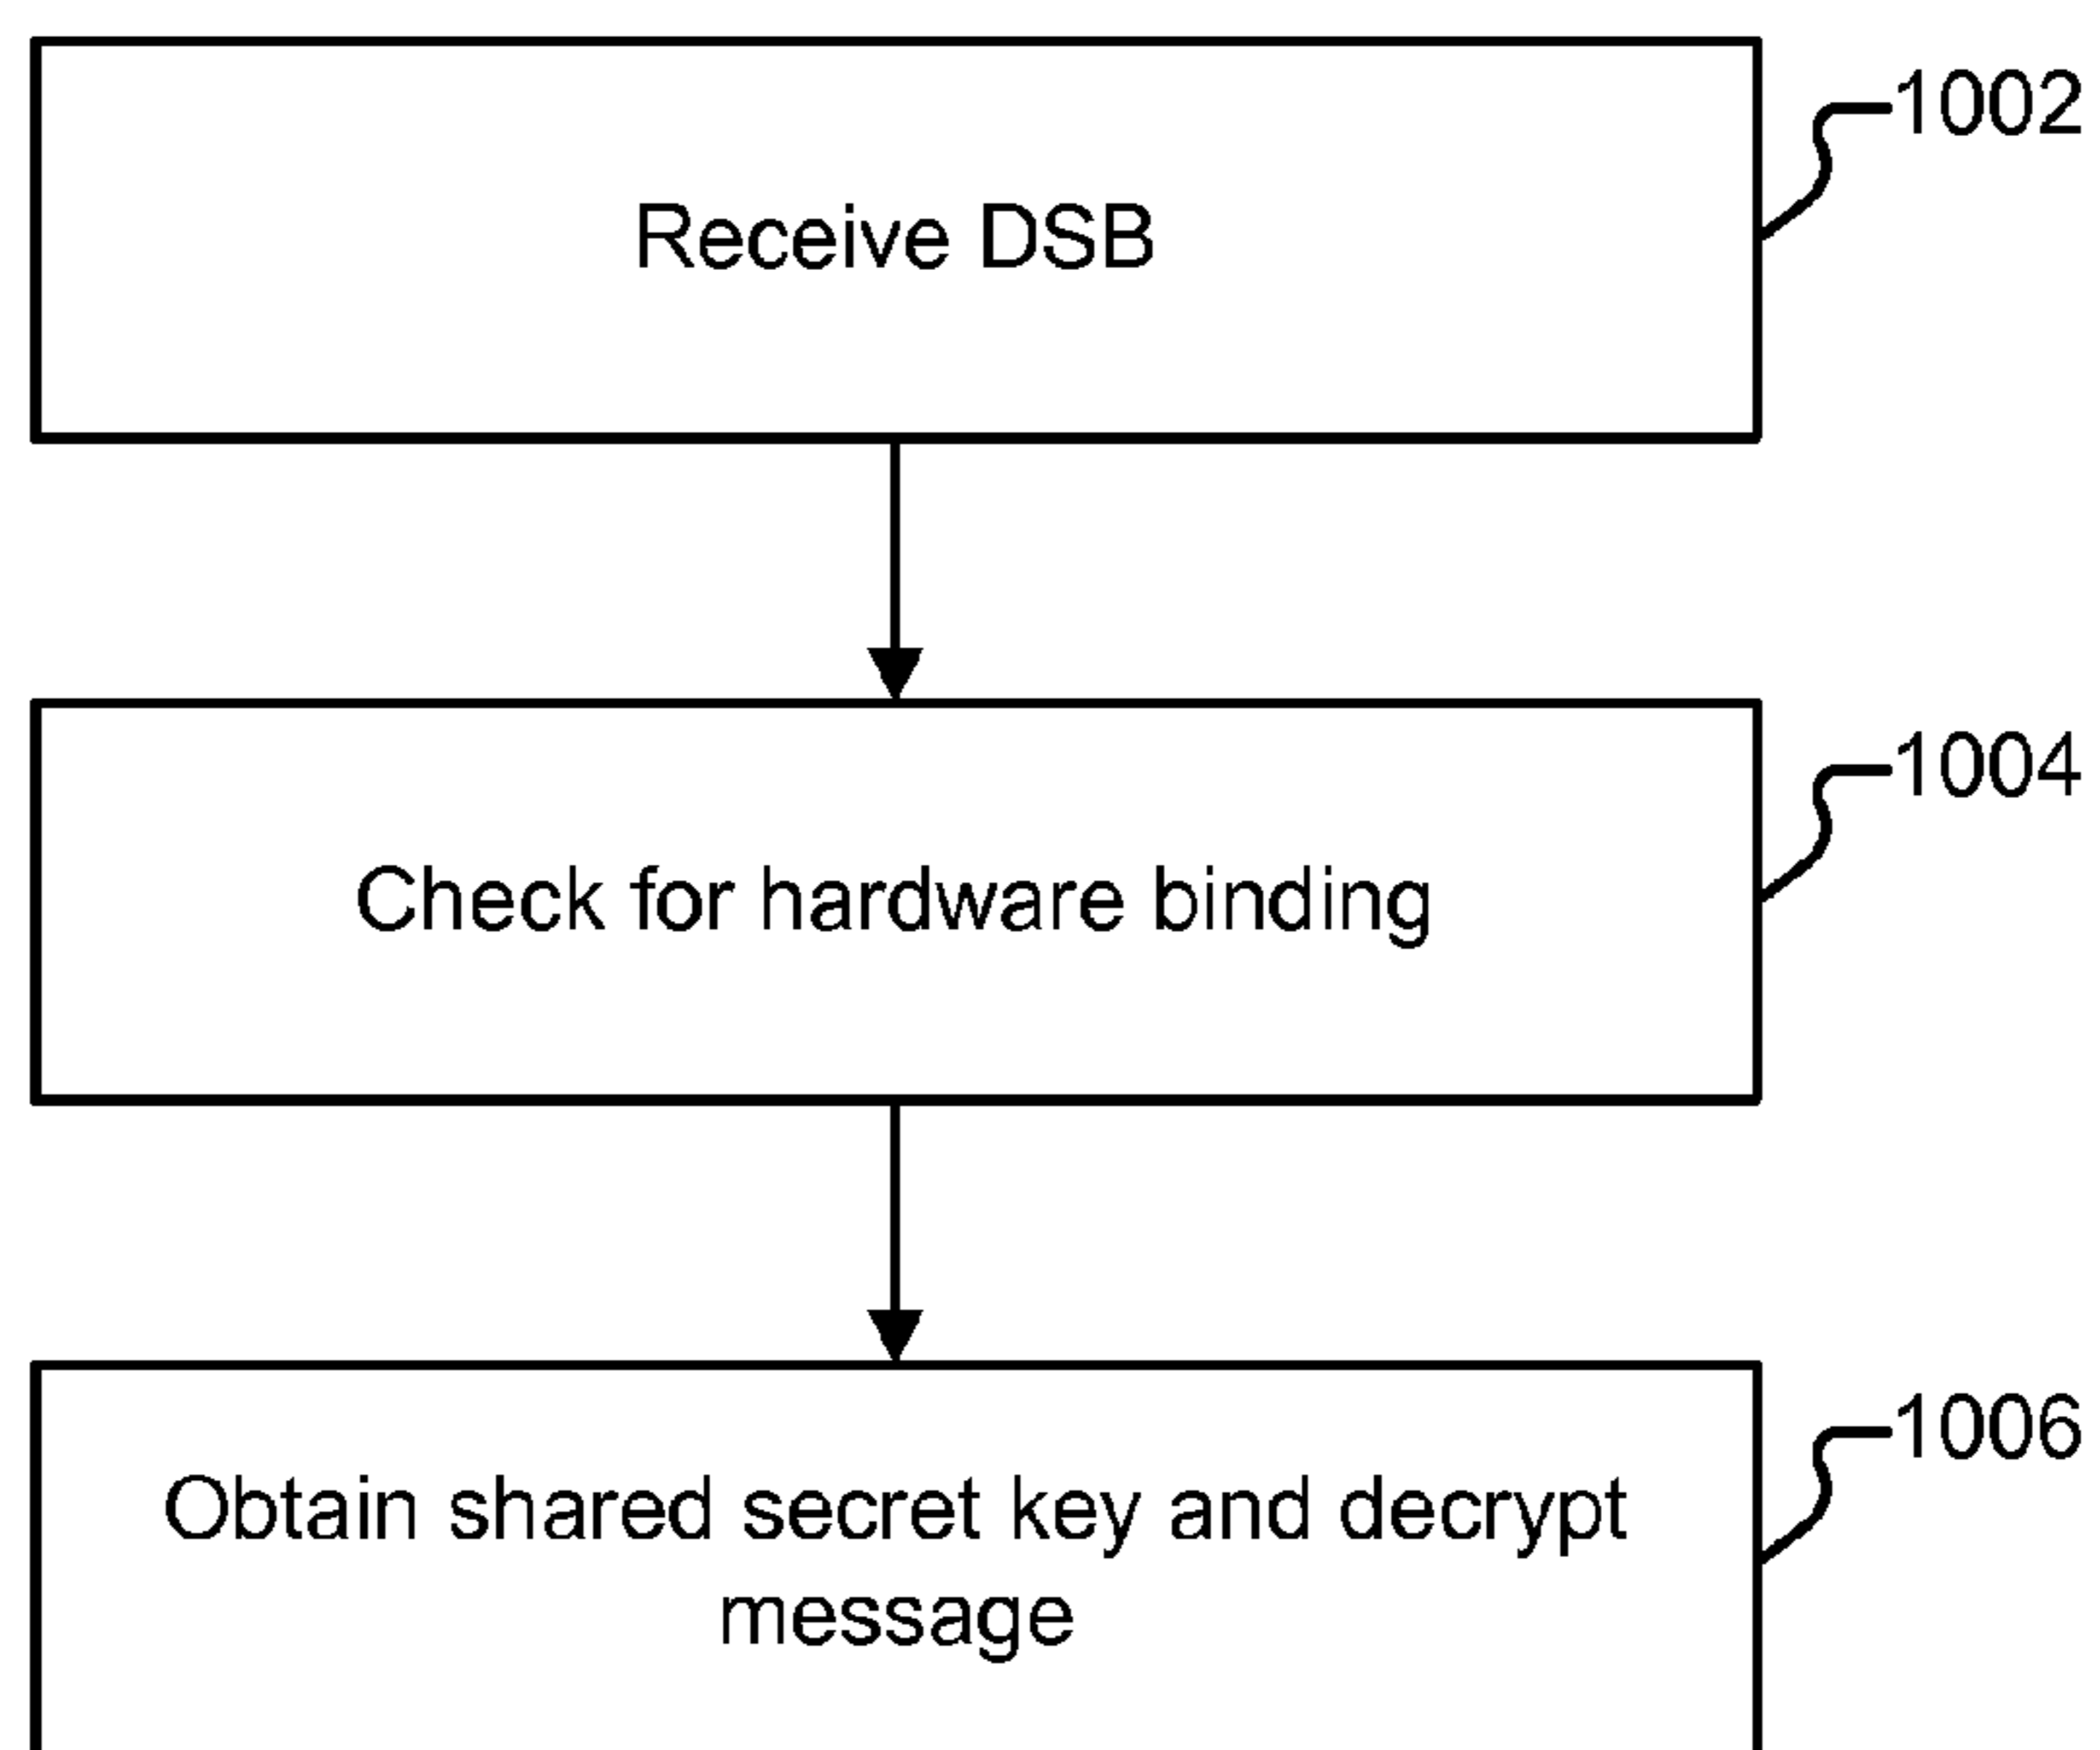 1002
Receive DSB
1004
Check for hardware binding
1006
Obtain shared secret key and decrypt
message